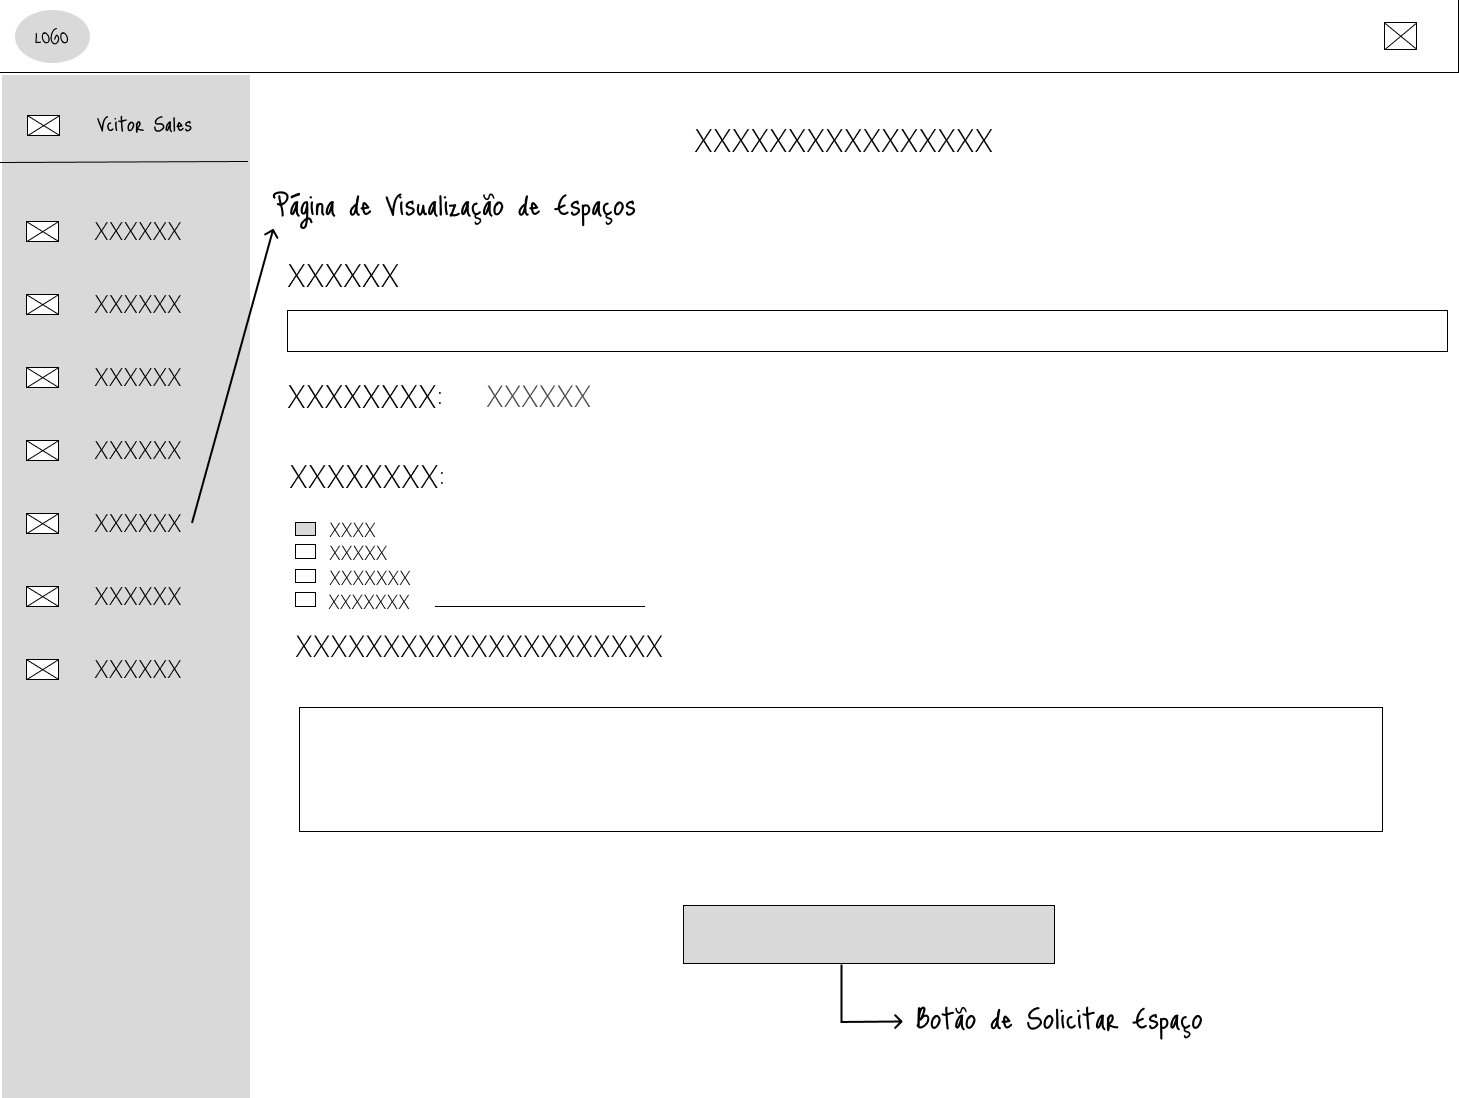 LOGO
Vcitor Sales
XXXXXXXXXXXXXXXX
Página de Visualização de Espaços
XXXXXX
XXXXXX
XXXXXX
XXXXXX
XXXXXX
XXXXXX
XXXXXX
XXXXXX
XXXXXXXX:
XXXXXX
XXXXXXXX:
XXXX
XXXXX
XXXXXXX
XXXXXXX
XXXXXXXXXXXXXXXXXXXXX
Botão de Solicitar Espaço